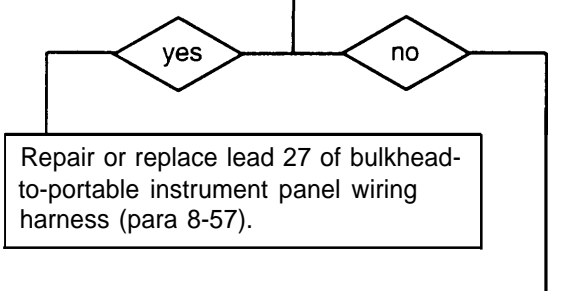 yes
no
Repair or replace lead 27 of bulkhead-
to-portable instrument panel wiring
harness (para 8-57).